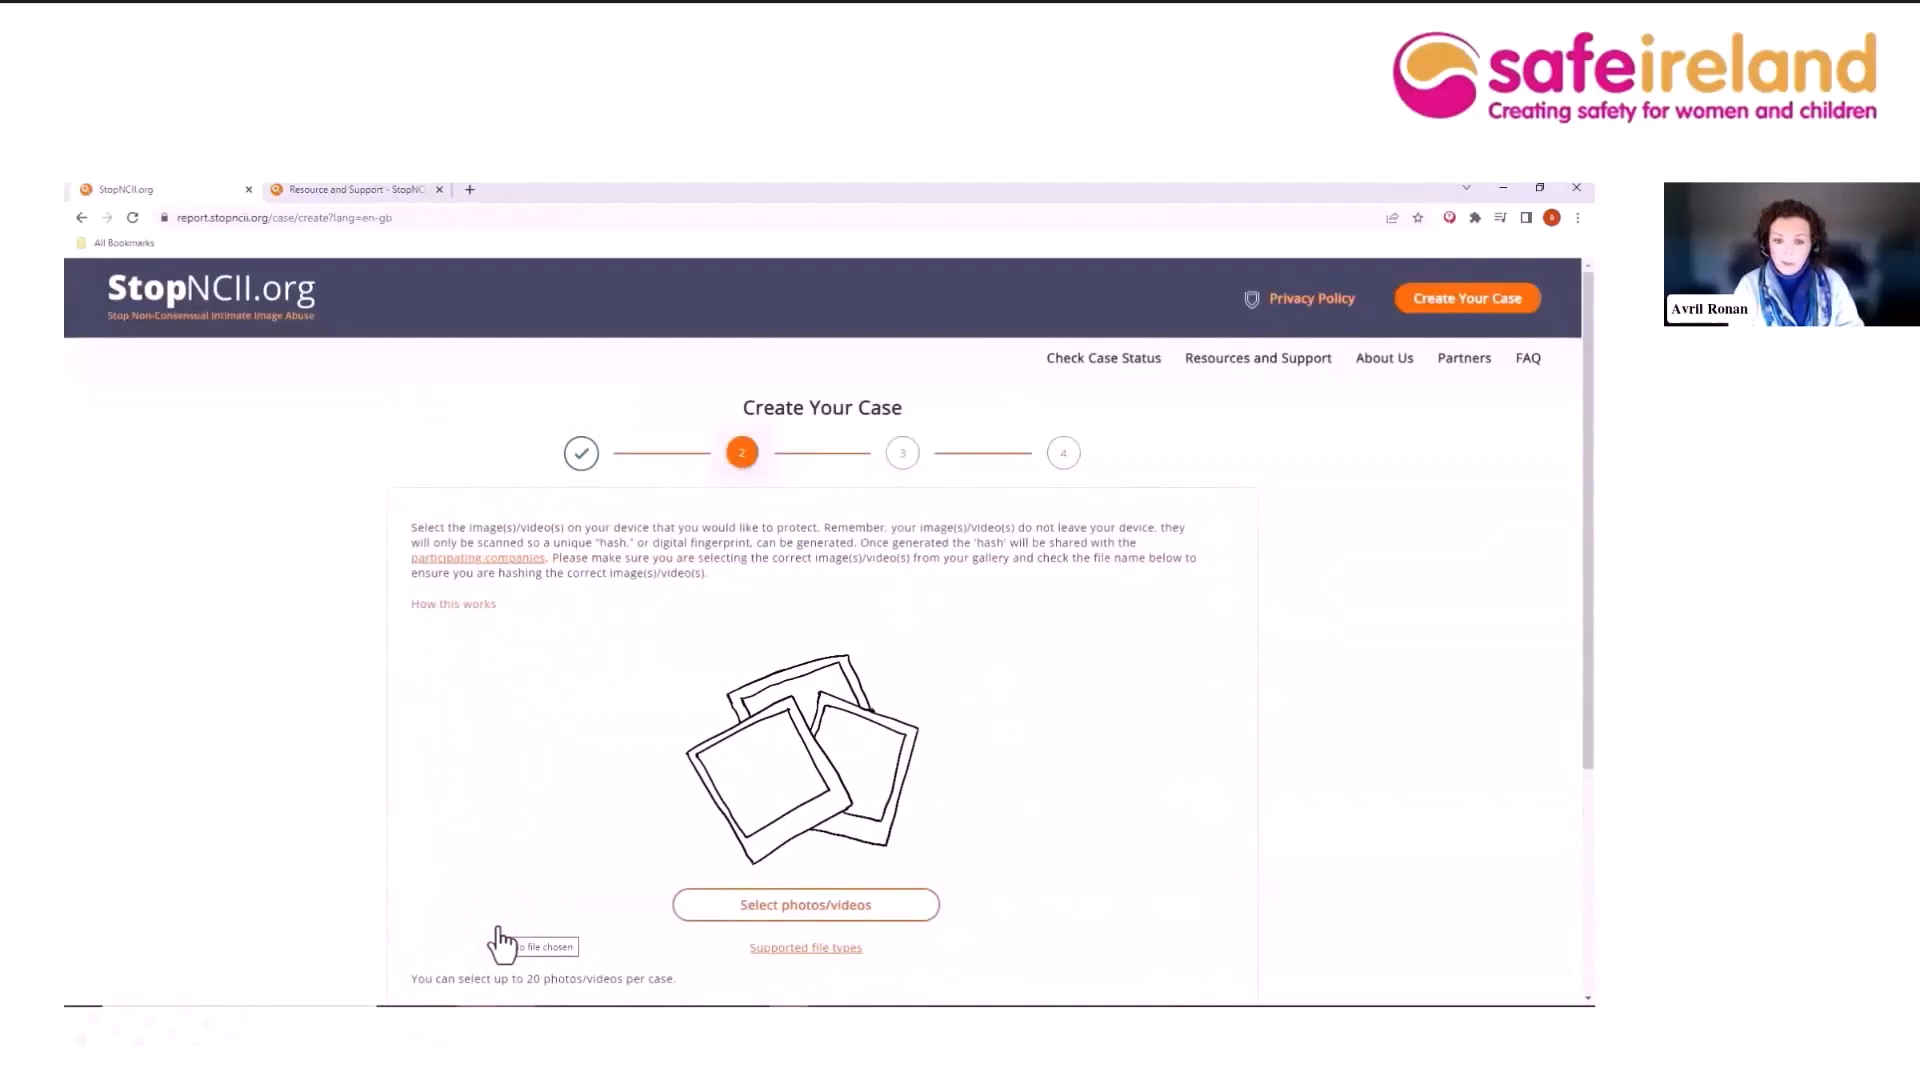 safeireland
Creating safety for women and children
StopNCII.org
Resource and Support - StopNC
report.stopncii.org/case/create?lang=en-gb
All Bookmarks
StopNCII.org
Stop Non-Consensual Intimate Image Abuse
Privacy Policy
Create Your Case
Avril Ronan
Check Case Status
Resources and Support
About Us
Partners
FAQ
Create Your Case
2
3
4
Select the image(s)/video(s) on your device that you would like to protect. Remember, your image(s)/video(s) do not leave your device, they
will only be scanned so a unique "hash," or digital fingerprint, can be generated. Once generated the 'hash' will be shared with the
participating companies. Please make sure you are selecting the correct image(s)/video(s) from your gallery and check the file name below to
ensure you are hashing the correct image(s)/video(s).
How this works
Select photos/videos
o file chosen
Supported file types
You can select up to 20 photos/videos per case.